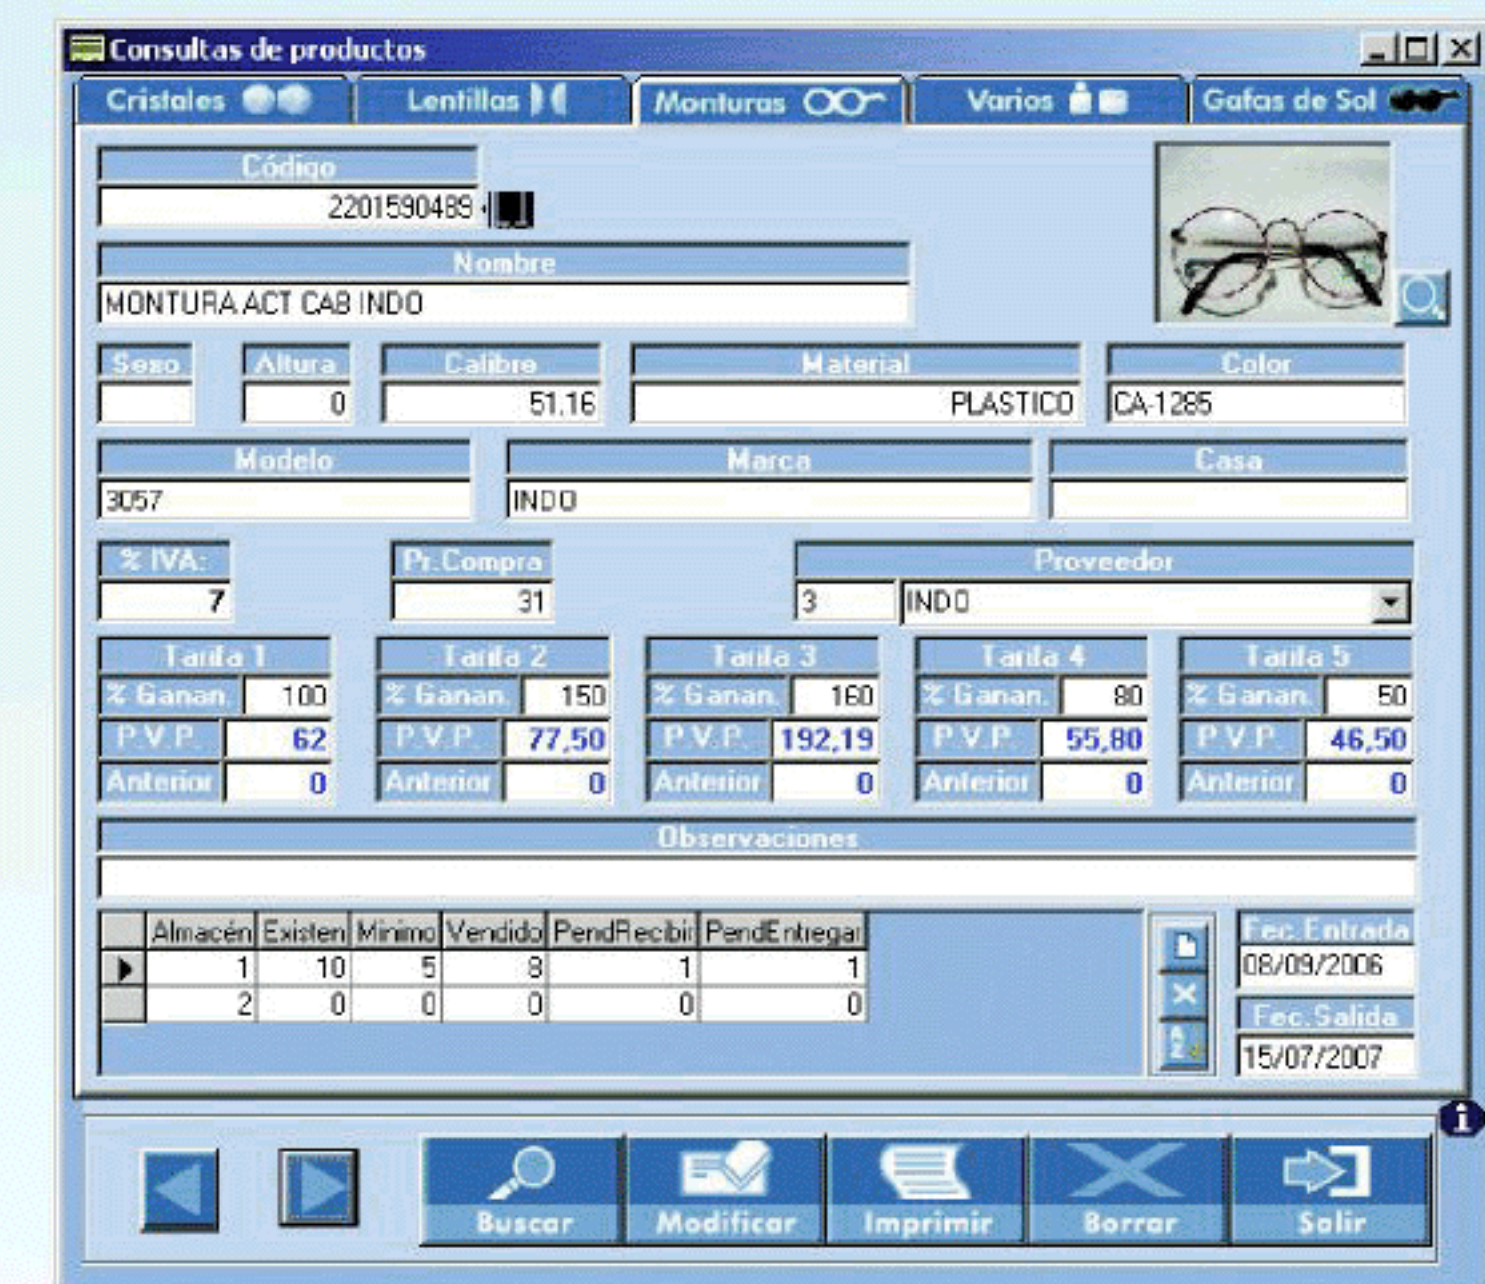 Consultas de productos
Cristales Lentillas Monturas Varios Gafas de Sol
Código
2201590489
Nombre
MONTURA ACT CAB INDO
Sexo Altura Calibre Material Color
0 51,16 PLASTICO CA-1285
Modelo Marca Casa
3057 INDO
% IVA: Pr.Compra Proveedor
7 31 3 INDO
Tarifa 1 Tarifa 2 Tarifa 3 Tarifa 4 Tarifa 5
% Ganan. 100 % Ganan. 150 % Ganan. 160 % Ganan. 80 % Ganan. 50
P.V.P. 62 P.V.P. 77,50 P.V.P. 192,19 P.V.P. 55,80 P.V.P. 46,50
Anterior 0 Anterior 0 Anterior 0 Anterior 0 Anterior 0
Observaciones
Almacén Existen Minimo Vendido PendRecibir PendEntregar
1 10 5 8 1 1
2 0 0 0 0 0
Fec.Entrada
08/09/2006
Fec.Salida
15/07/2007
Buscar Modificar Imprimir Borrar Salir